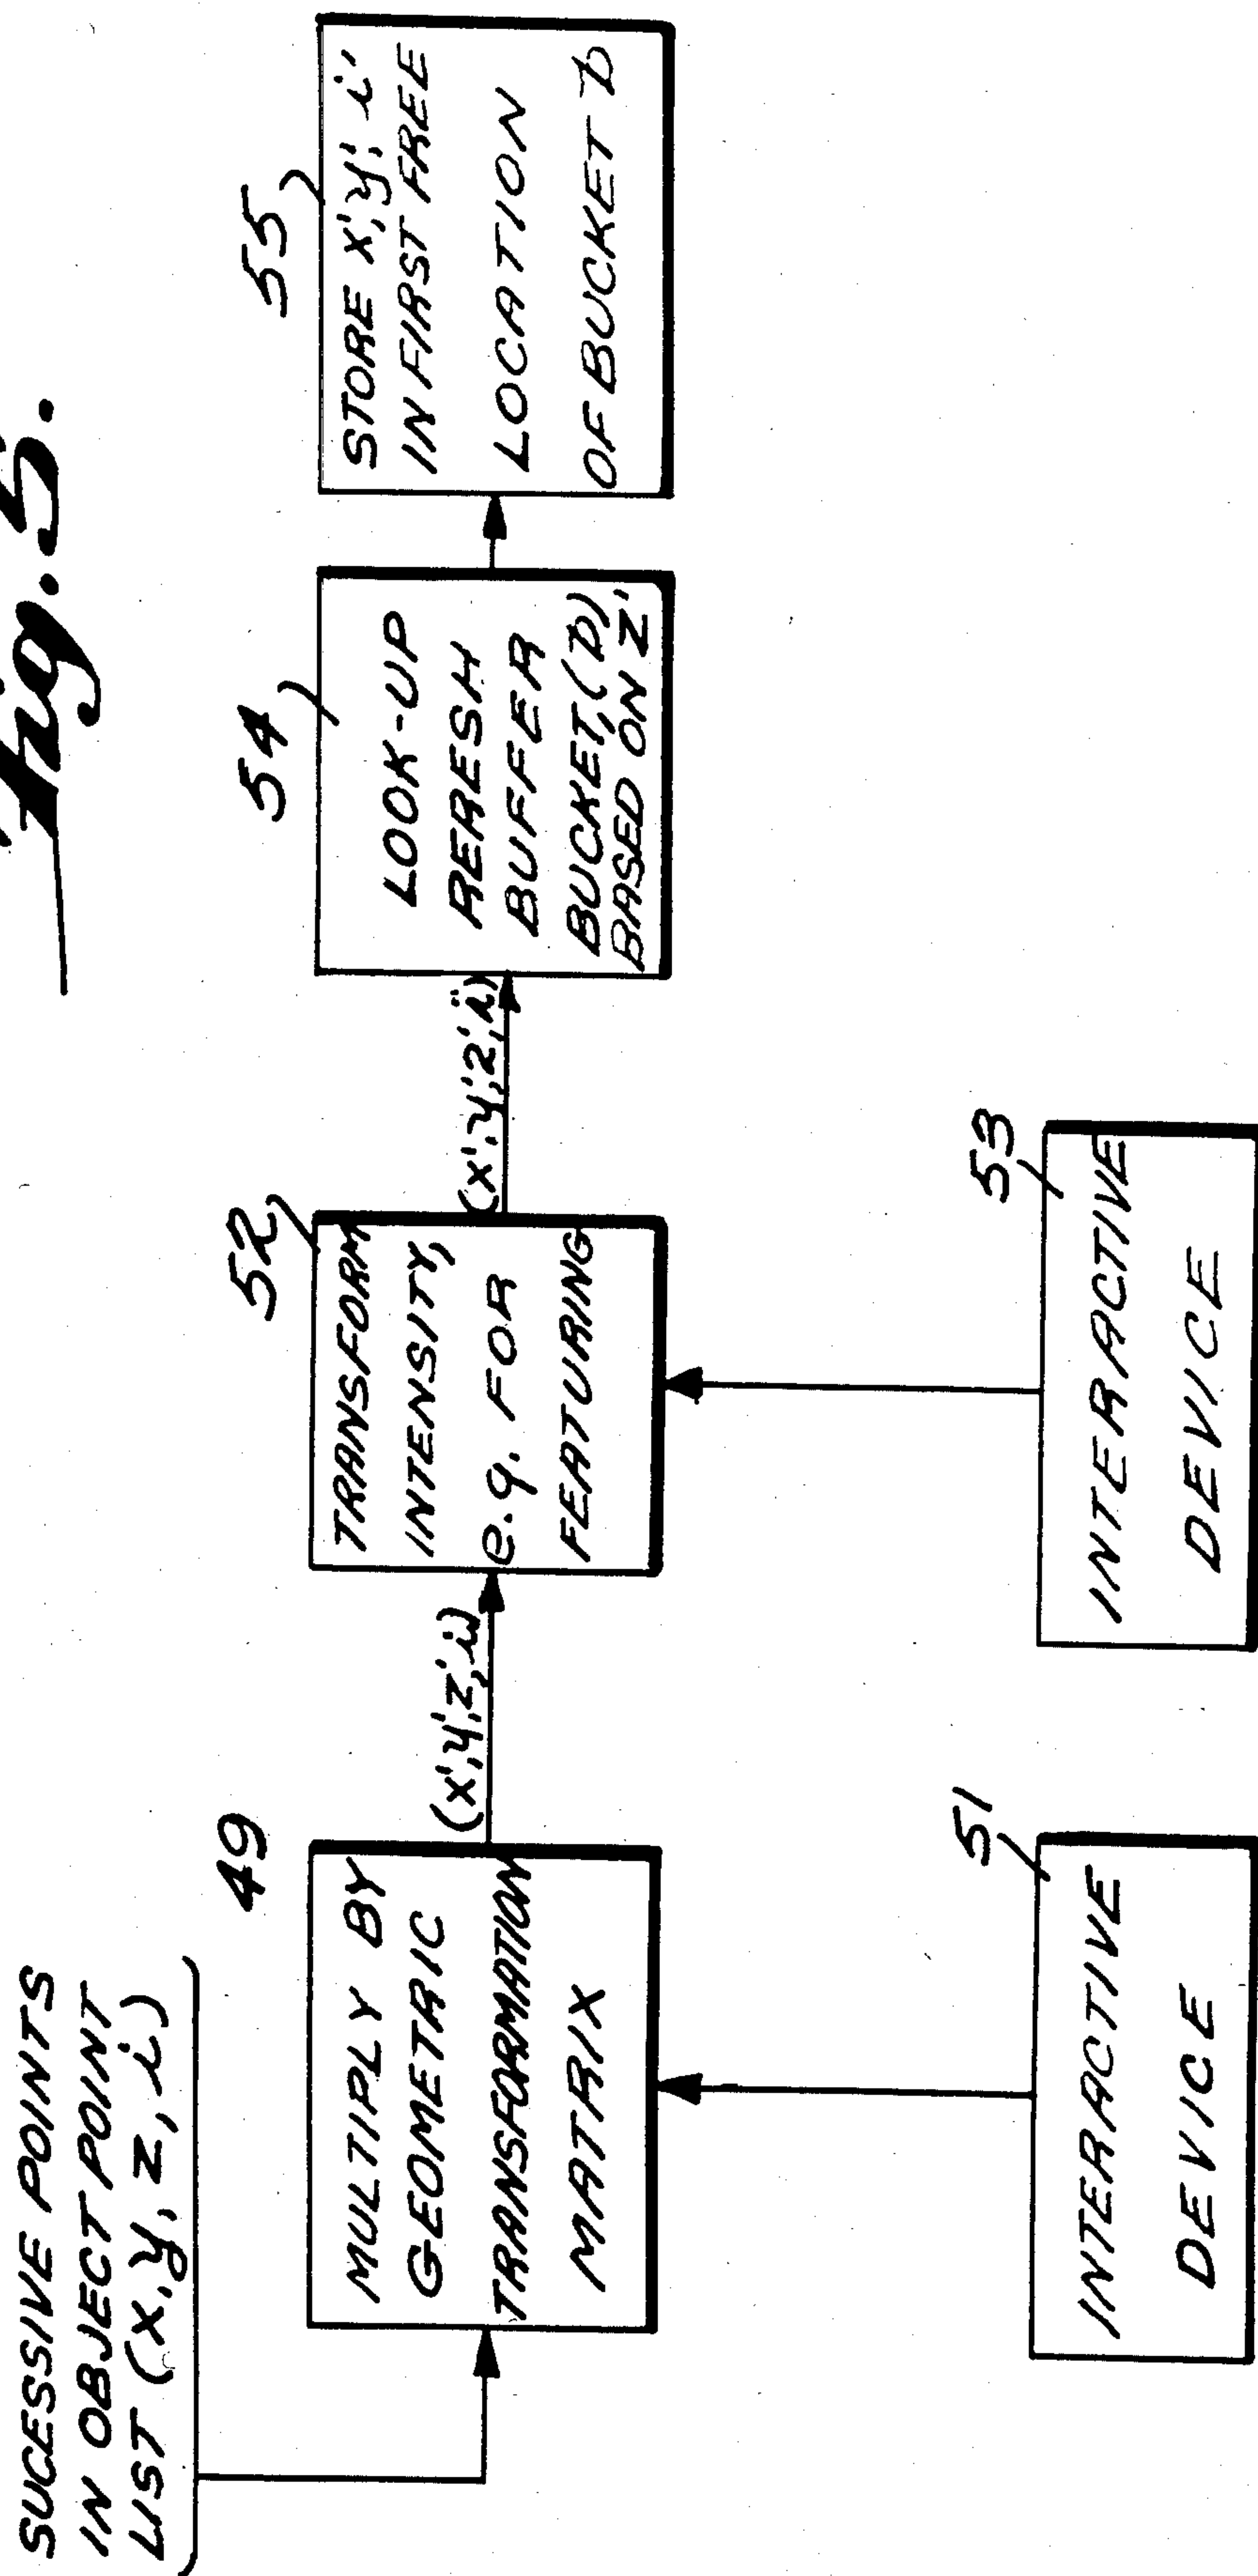 Fig. 5.
SUCESSIVE POINTS
IN OBJECT POINT
LIST (x, y, z, i)
49
MULTIPLY BY
GEOMETRIC
TRANSFORMATION
MATRIX
(x',y',z',i)
52
TRANSFORM
INTENSITY,
e.g. FOR
FEATURING
(x',y',z',i')
54
LOOK-UP
RERESH
BUFFER
BUCKET,(b),
BASED ON Z'
55
STORE x',y', i'
IN FIRST FREE
LOCATION
OF BUCKET b
51
INTERACTIVE
DEVICE
53
INTERACTIVE
DEVICE